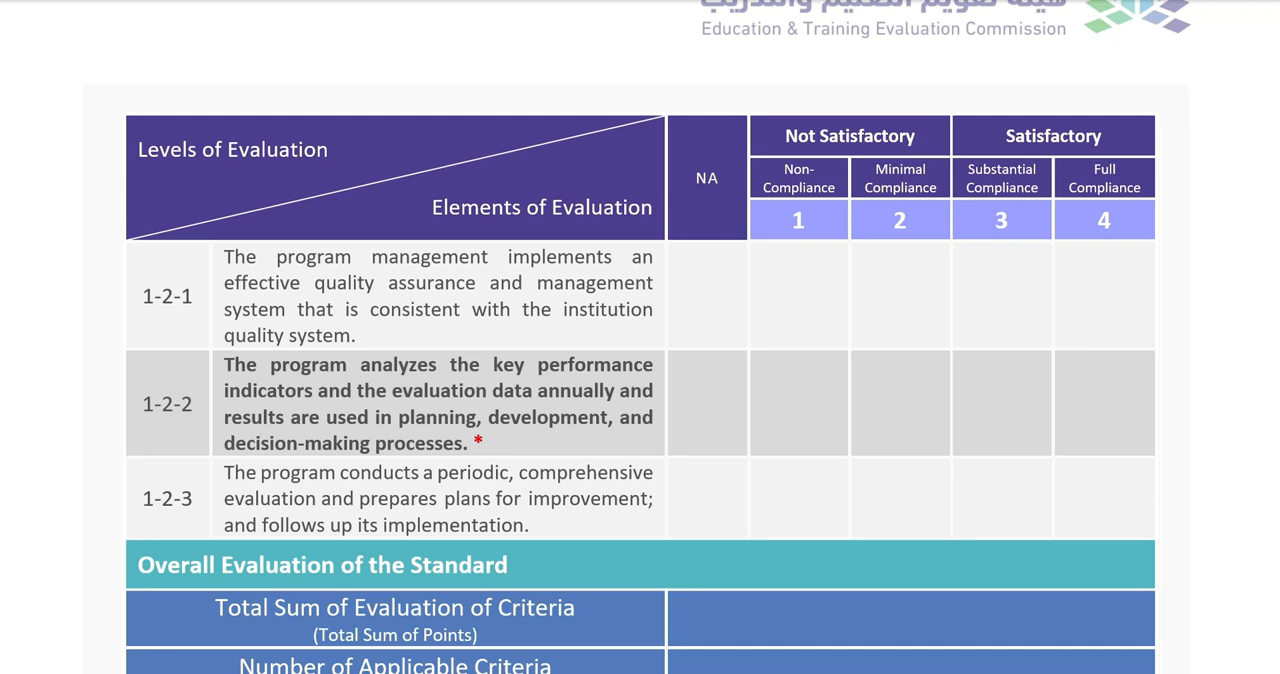 هيئة تقويم التعليم والتدريب
Education & Training Evaluation Commission
Levels of Evaluation
Elements of Evaluation
NA
Not Satisfactory
Satisfactory
Non-
Compliance
Minimal
Compliance
Substantial
Compliance
Full
Compliance
1
2
3
4
1-2-1
The program management implements an
effective quality assurance and management
system that is consistent with the institution
quality system.
1-2-2
The program analyzes the key performance
indicators and the evaluation data annually and
results are used in planning, development, and
decision-making processes. *
1-2-3
The program conducts a periodic, comprehensive
evaluation and prepares plans for improvement;
and follows up its implementation.
Overall Evaluation of the Standard
Total Sum of Evaluation of Criteria
(Total Sum of Points)
Number of Applicable Criteria